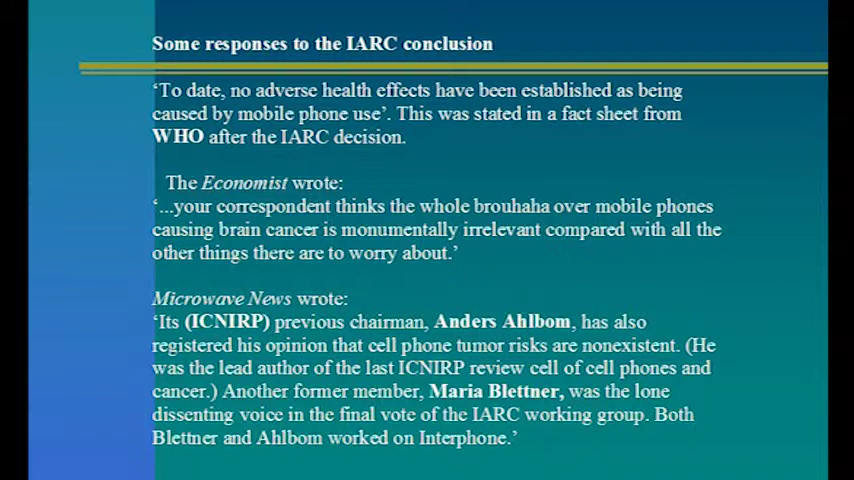 Some responses to the IARC conclusion
‘To date, no adverse health effects have been established as being
caused by mobile phone use’. This was stated in a fact sheet from
WHO after the IARC decision.
The Economist wrote:
‘...your correspondent thinks the whole brouhaha over mobile phones
causing brain cancer is monumentally irrelevant compared with all the
other things there are to worry about.’
Microwave News wrote:
‘Its (ICNIRP) previous chairman, Anders Ahlbom, has also
registered his opinion that cell phone tumor risks are nonexistent. (He
was the lead author of the last ICNIRP review cell of cell phones and
cancer.) Another former member, Maria Blettner, was the lone
dissenting voice in the final vote of the IARC working group. Both
Blettner and Ahlbom worked on Interphone.’